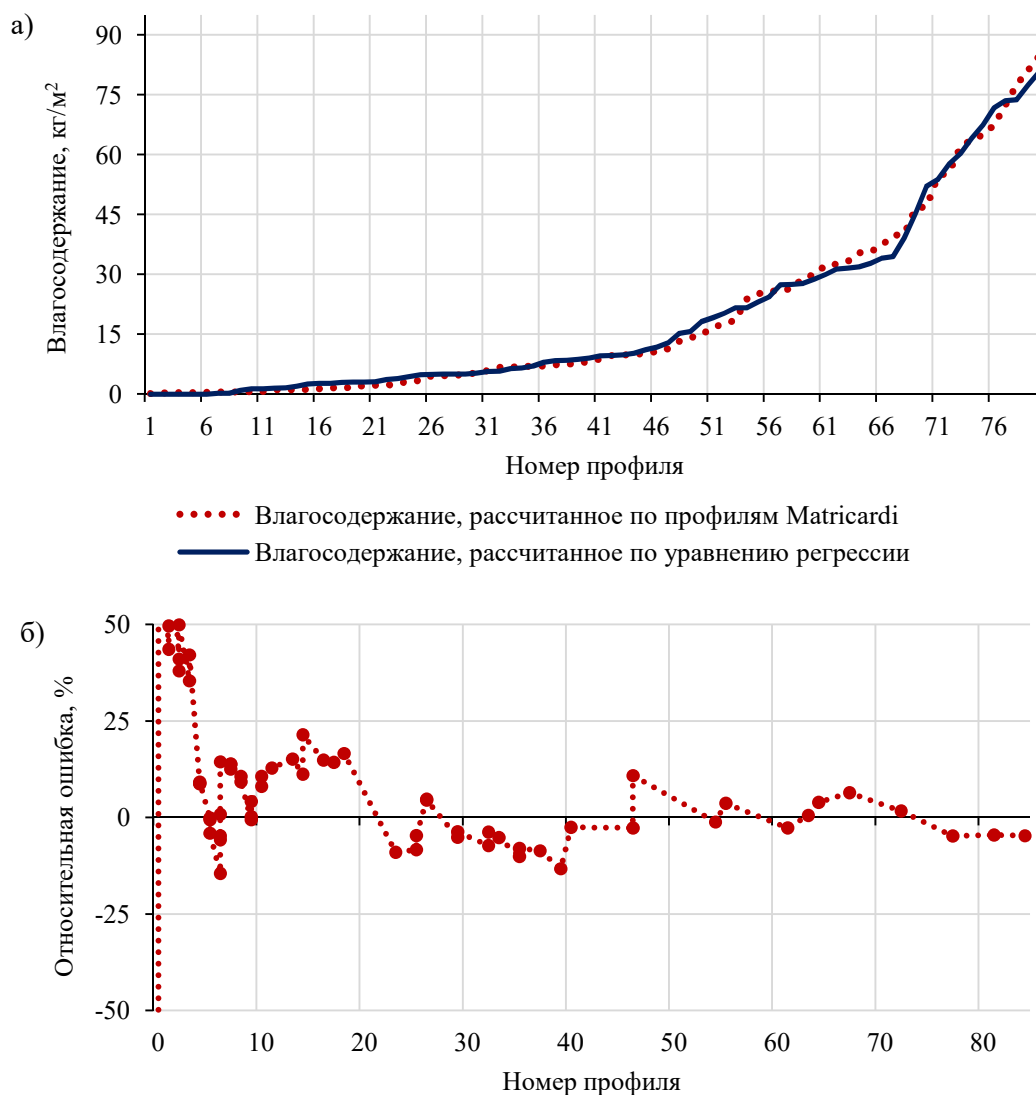 а)
Влагосодержание, кг/м²
90
75
60
45
30
15
0
1 6 11 16 21 26 31 36 41 46 51 56 61 66 71 76
Номер профиля
Влагосодержание, рассчитанное по профилям Matricardi
Влагосодержание, рассчитанное по уравнению регрессии
б)
Относительная ошибка, %
50
25
0
-25
-50
0 10 20 30 40 50 60 70 80
Номер профиля